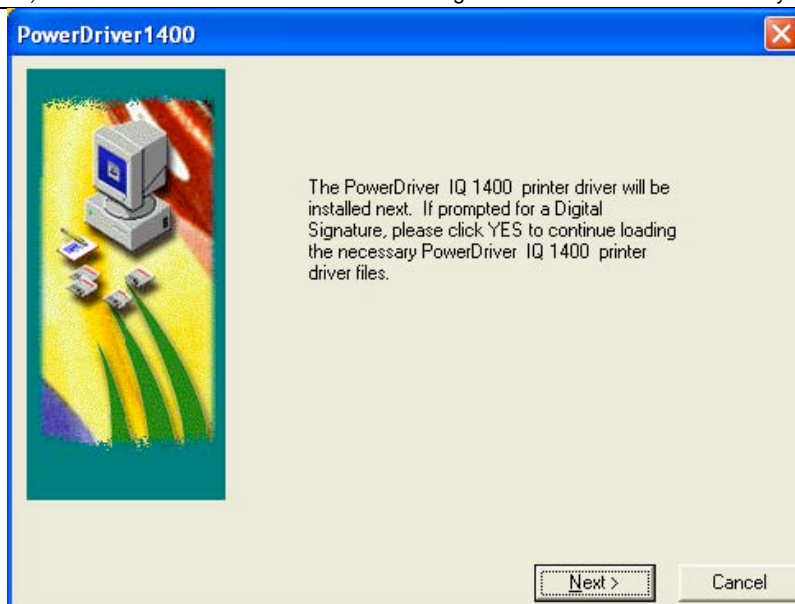 PowerDriver1400
The PowerDriver IQ 1400 printer driver will be
installed next. If prompted for a Digital
Signature, please click YES to continue loading
the necessary PowerDriver IQ 1400 printer
driver files.
Next >
Cancel